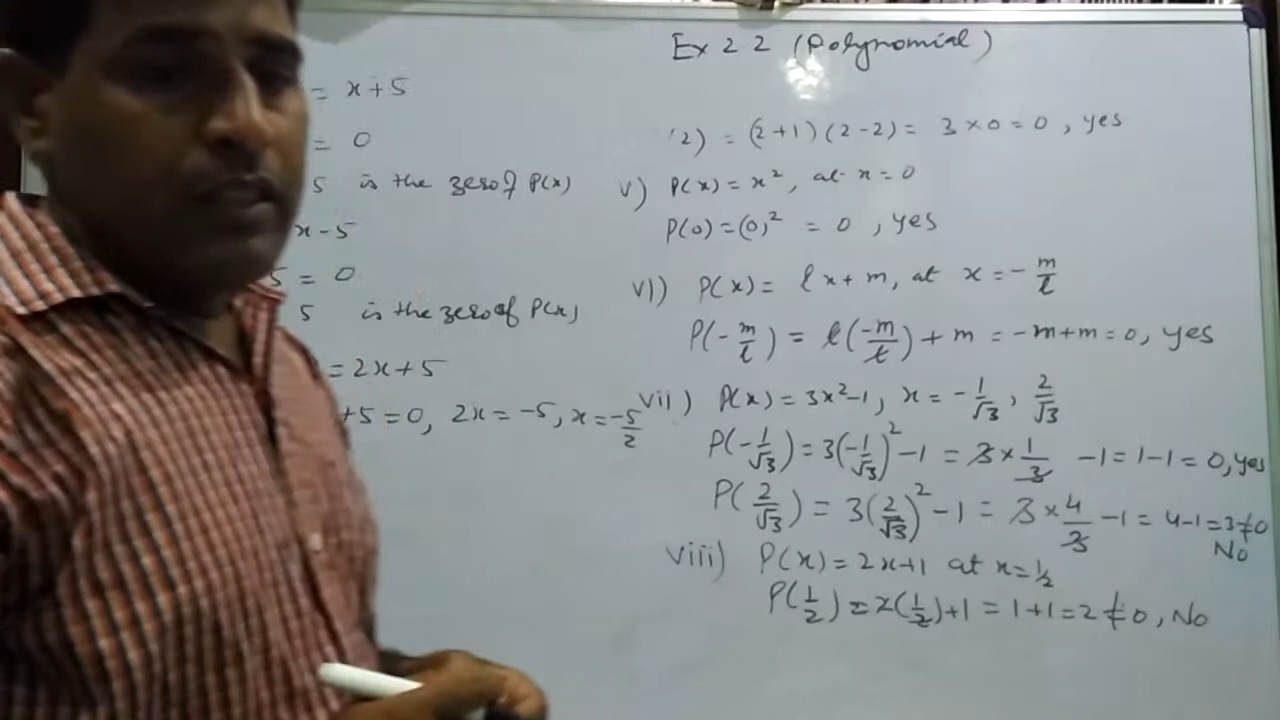 Ex 2 2 (Polynomial)
= x+5
= 0
5 is the zero of P(x)
x-5
5 = 0
5 is the zero of P(x)
= 2x+5
+5=0, 2x = -5, x = -5/2
2) = (2+1)(2-2) = 3×0=0, yes
v) P(x)=x², at x=0
P(0)=(0)² = 0, yes
vi) P(x)= lx+m, at x = -m/l
P(-m/l) = l(-m/l)+m = -m+m=0, yes
vii) P(x)=3x²-1, x = -1/√3, 2/√3
P(-1/√3)=3(-1/√3)²-1 = 3×1/3 -1=1-1=0, yes
P(2/√3) = 3(2/√3)²-1 = 3×4/3-1= 4-1=3≠0
No
viii) P(x)=2x+1 at x=1/2
P(1/2)=2(1/2)+1=1+1=2≠0, No